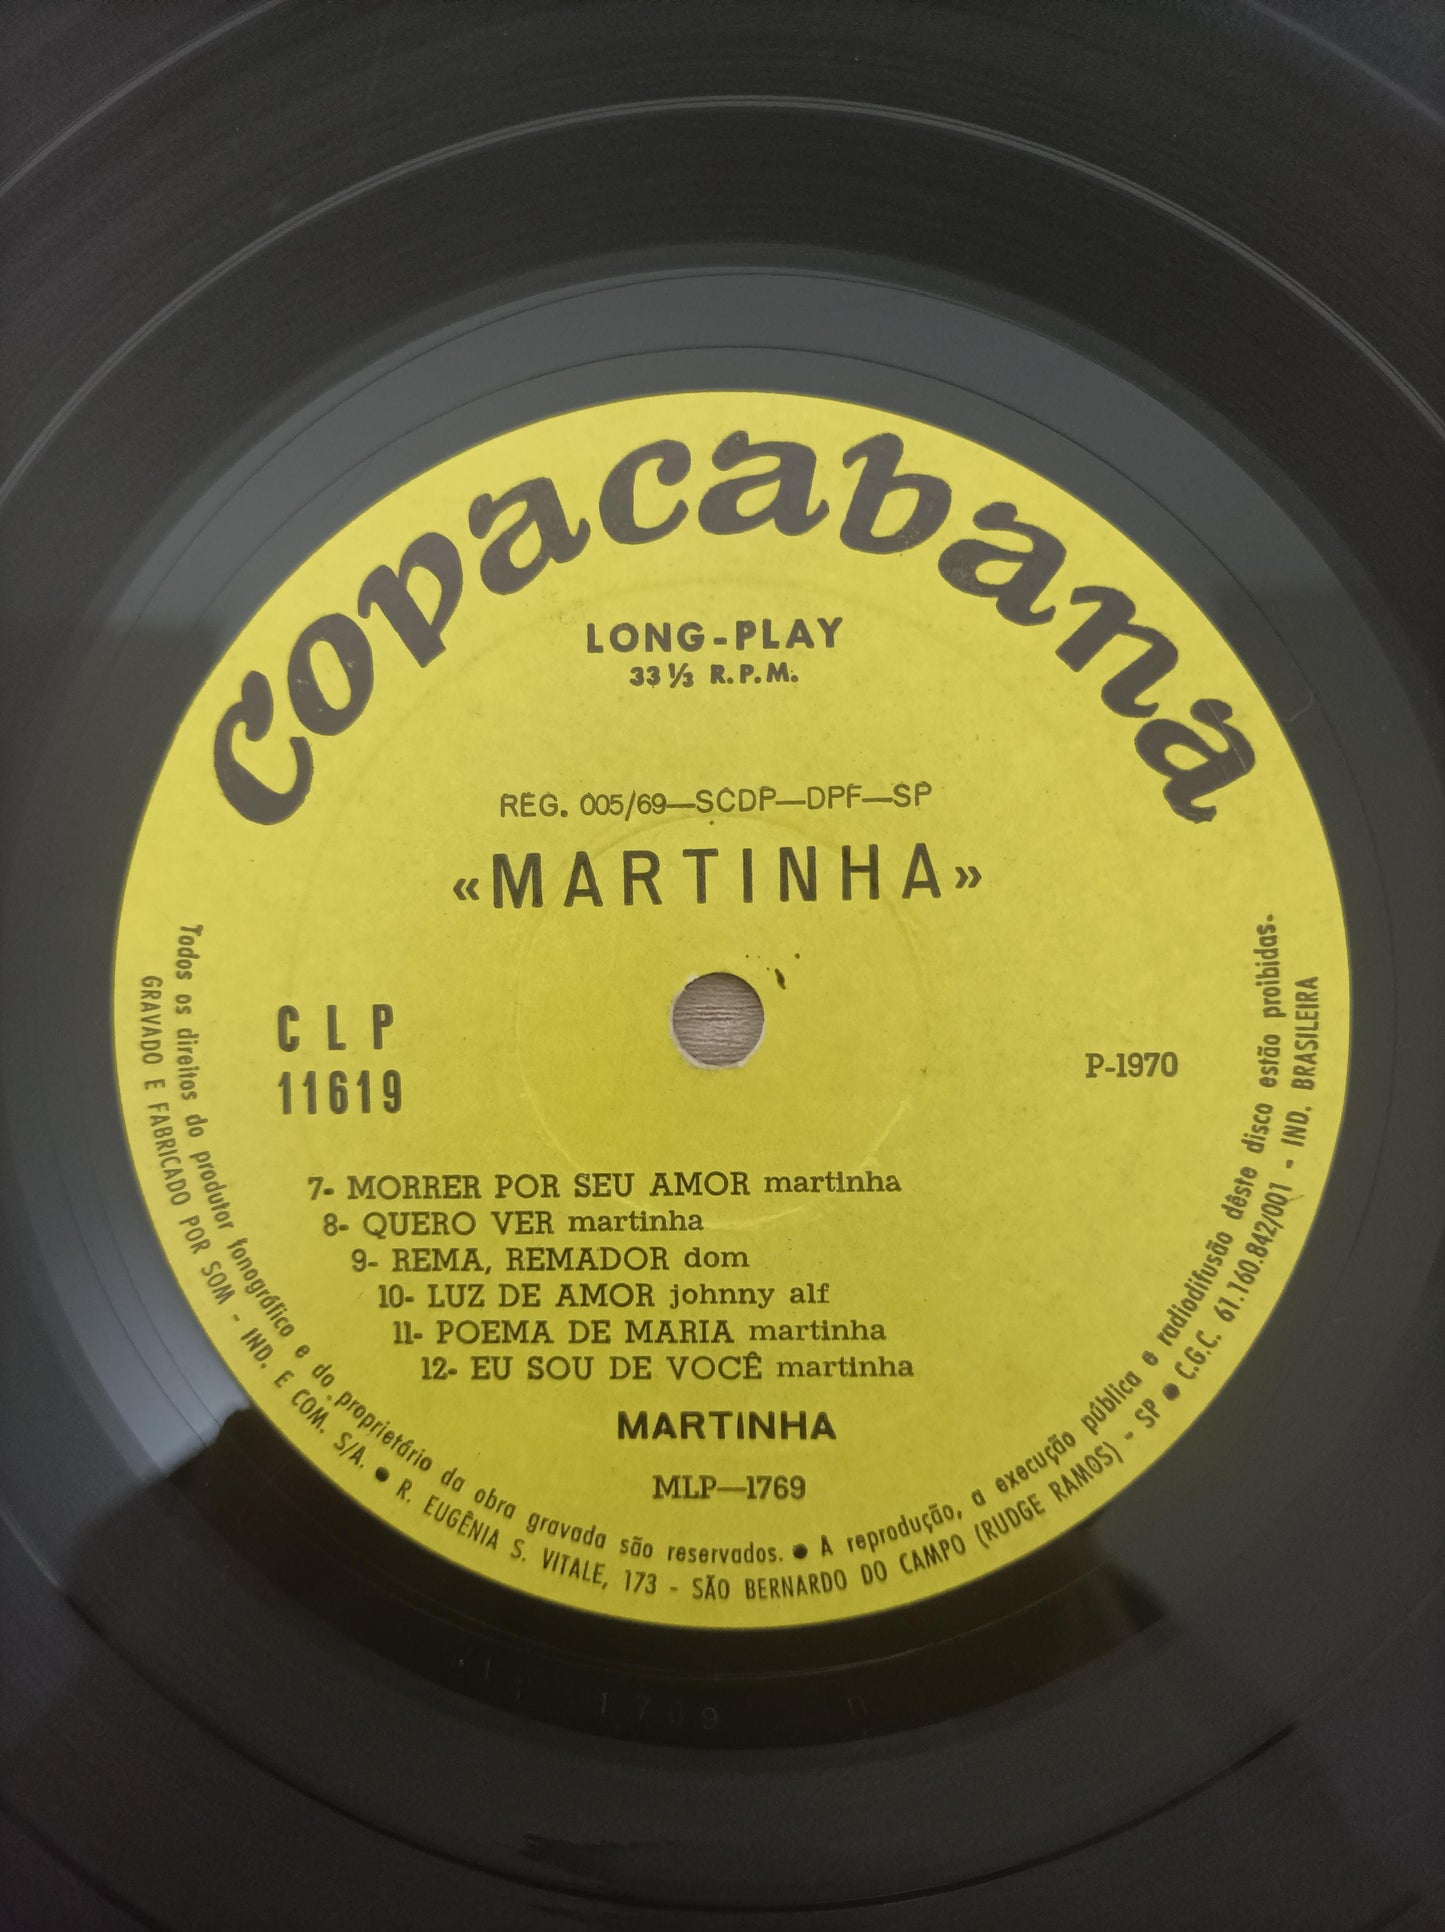 Copacabana
LONG-PLAY
33 ⅓ R.P.M.
REG. 005/69—SCDP—DPF—SP
«MARTINHA»
CLP
11619
P-1970
7- MORRER POR SEU AMOR martinha
8- QUERO VER martinha
9- REMA, REMADOR dom
10- LUZ DE AMOR johnny alf
11- POEMA DE MARIA martinha
12- EU SOU DE VOCÊ martinha
MARTINHA
MLP—1769
Todos os direitos do produtor fonográfico e do proprietário da obra gravada são reservados. ● A reprodução, a execução pública e radiodifusão dêste disco estão proibidas.
GRAVADO E FABRICADO POR SOM - IND. E COM. S/A. ● R. EUGÊNIA S. VITALE, 173 - SÃO BERNARDO DO CAMPO (RUDGE RAMOS) - SP ● C.G.C. 61.160.842/001 - IND. BRASILEIRA
1769 B